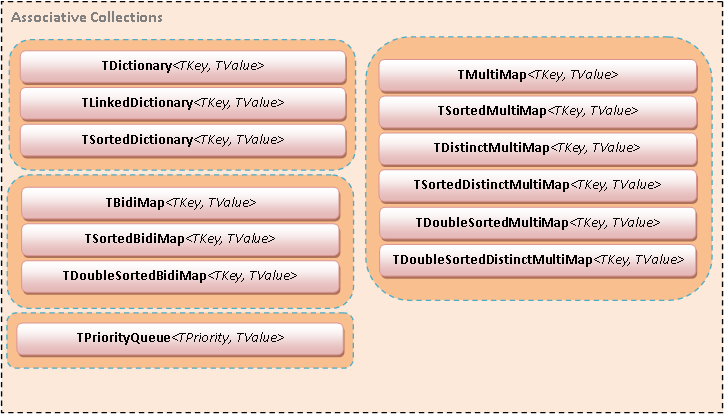 Associative Collections
TDictionary<TKey, TValue>
TLinkedDictionary<TKey, TValue>
TSortedDictionary<TKey, TValue>
TBidiMap<TKey, TValue>
TSortedBidiMap<TKey, TValue>
TDoubleSortedBidiMap<TKey, TValue>
TPriorityQueue<TPriority, TValue>
TMultiMap<TKey, TValue>
TSortedMultiMap<TKey, TValue>
TDistinctMultiMap<TKey, TValue>
TSortedDistinctMultiMap<TKey, TValue>
TDoubleSortedMultiMap<TKey, TValue>
TDoubleSortedDistinctMultiMap<TKey, TValue>